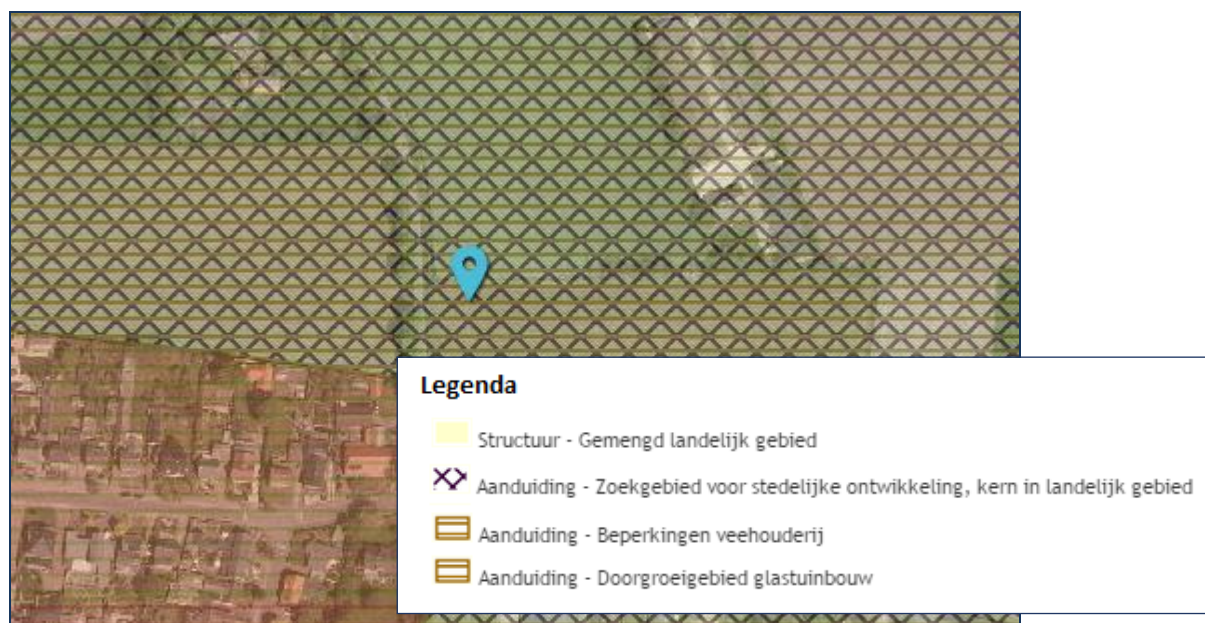 Legenda
Structuur - Gemengd landelijk gebied
Aanduiding - Zoekgebied voor stedelijke ontwikkeling, kern in landelijk gebied
Aanduiding - Beperkingen veehouderij
Aanduiding - Doorgroeigebied glastuinbouw